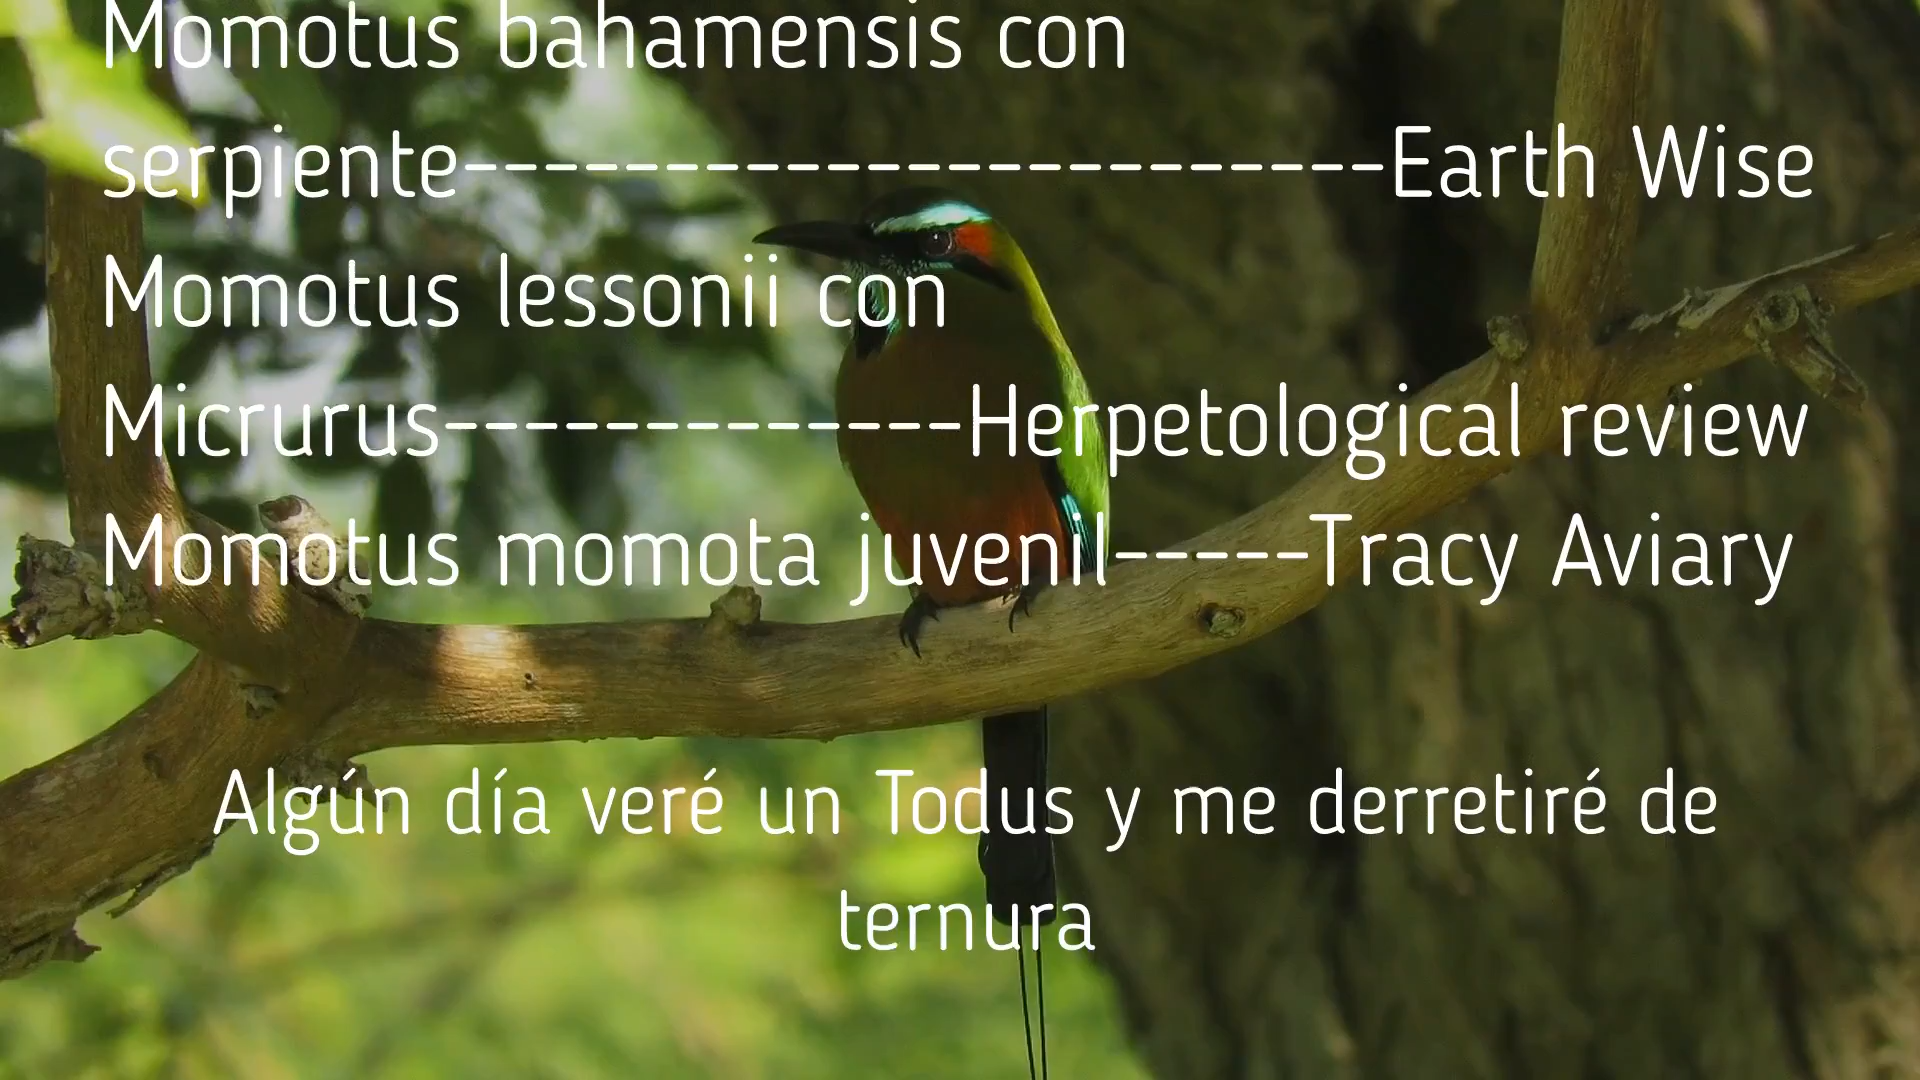 Momotus bahamensis con
serpiente-----------------------Earth Wise
Momotus lessonii con
Micrurus-------------Herpetological review
Momotus momota juvenil-----Tracy Aviary
Algún día veré un Todus y me derretiré de
ternura